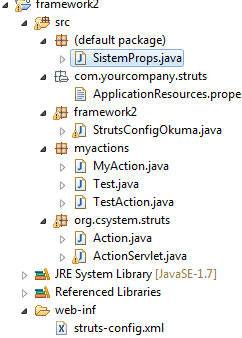 framework2
src
(default package)
SistemProps.java
com.yourcompany.struts
ApplicationResources.prope
framework2
StrutsConfigOkuma.java
myactions
MyAction.java
Test.java
TestAction.java
org.csystem.struts
Action.java
ActionServlet.java
JRE System Library [JavaSE-1.7]
Referenced Libraries
web-inf
struts-config.xml